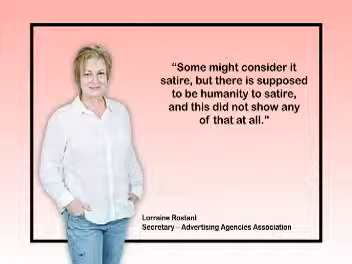 “Some might consider it
satire, but there is supposed
to be humanity to satire,
and this did not show any
of that at all.”
Lorraine Rostant
Secretary – Advertising Agencies Association